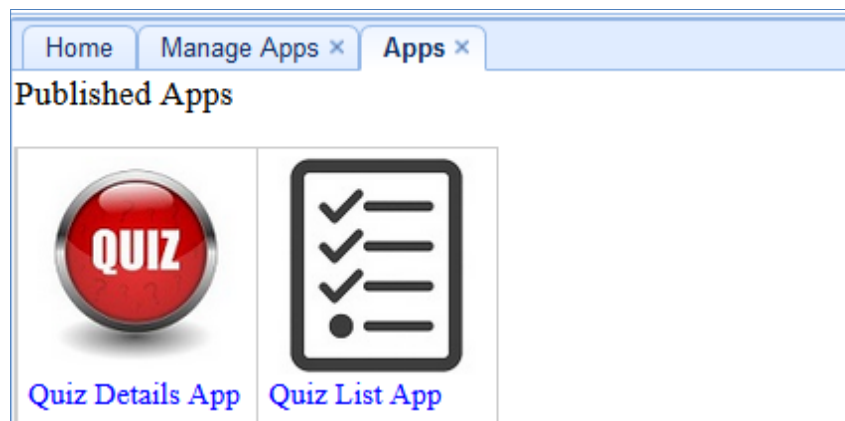 Home Manage Apps × Apps ×
Published Apps
QUIZ
Quiz Details App Quiz List App